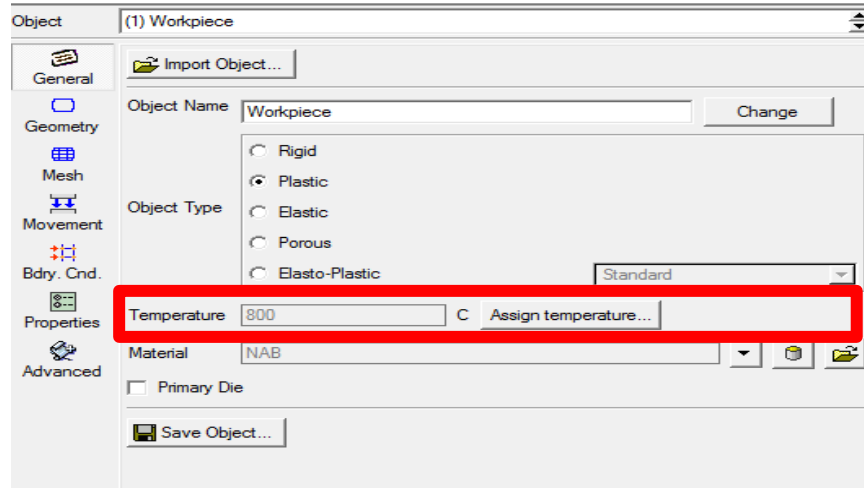 Object (1) Workpiece
General
Import Object...
Geometry
Object Name Workpiece Change
Mesh
Rigid
Plastic
Movement
Object Type Elastic
Porous
Bdry. Cnd.
Elasto-Plastic Standard
Properties
Temperature 800 C Assign temperature...
Advanced
Material NAB
Primary Die
Save Object...